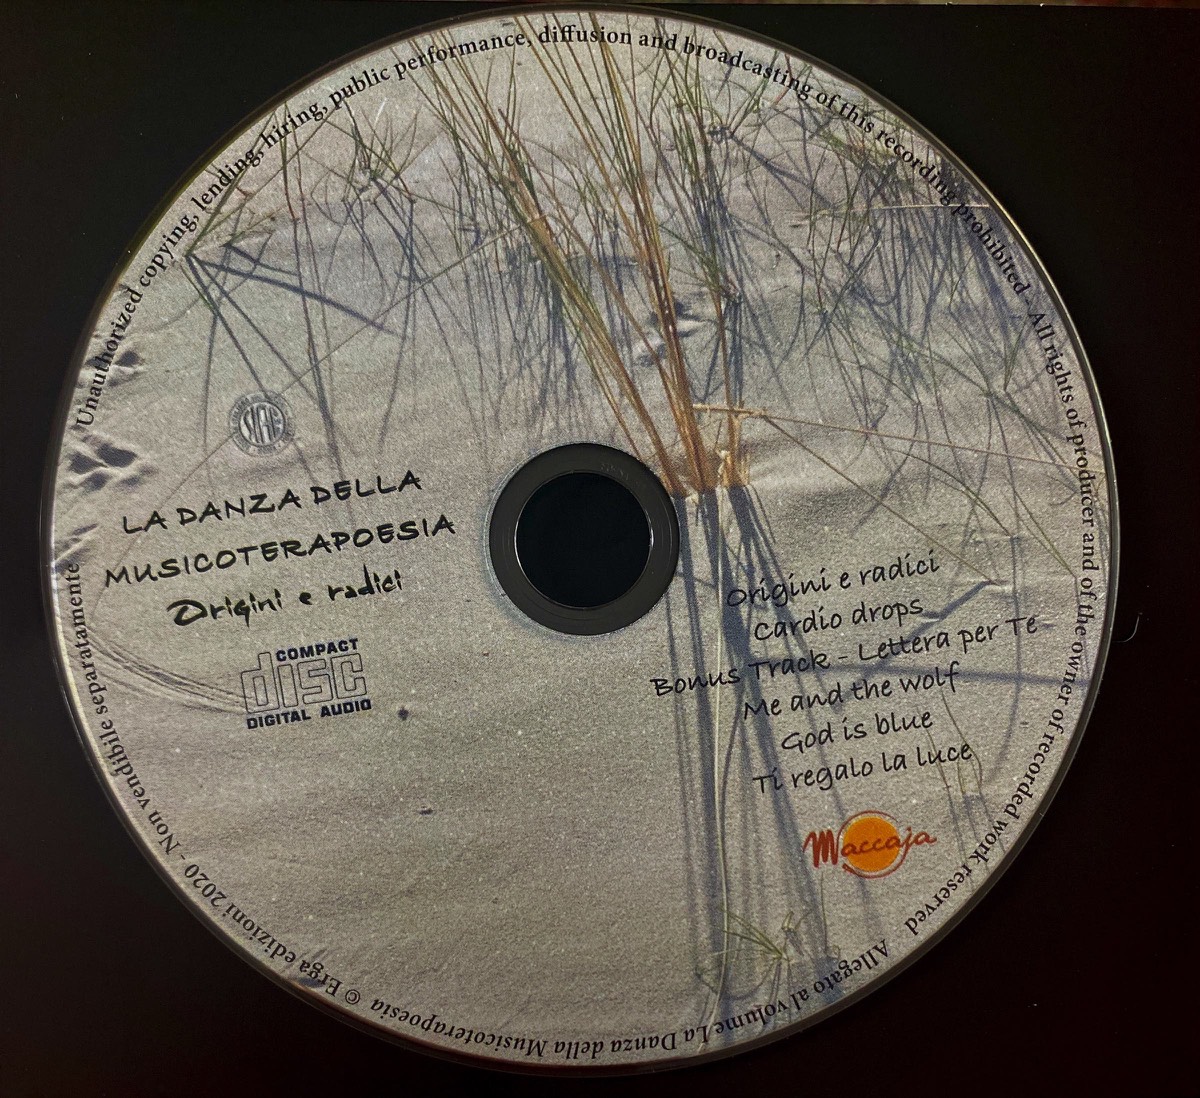 Unauthorized copying, lending, hiring, public performance, diffusion and broadcasting of this recording prohibited - All rights of producer and of the owner of recorded work reserved
Allegato al volume La Danza della Musicoterapoesia © Erga edizioni 2020 - Non vendibile separatamente
SIAE
LA DANZA DELLA
MUSICOTERAPOESIA
Origini e radici
COMPACT
disc
DIGITAL AUDIO
Origini e radici
Cardio drops
Bonus Track - Lettera per Te
Me and the wolf
God is blue
Ti regalo la luce
Maccaja